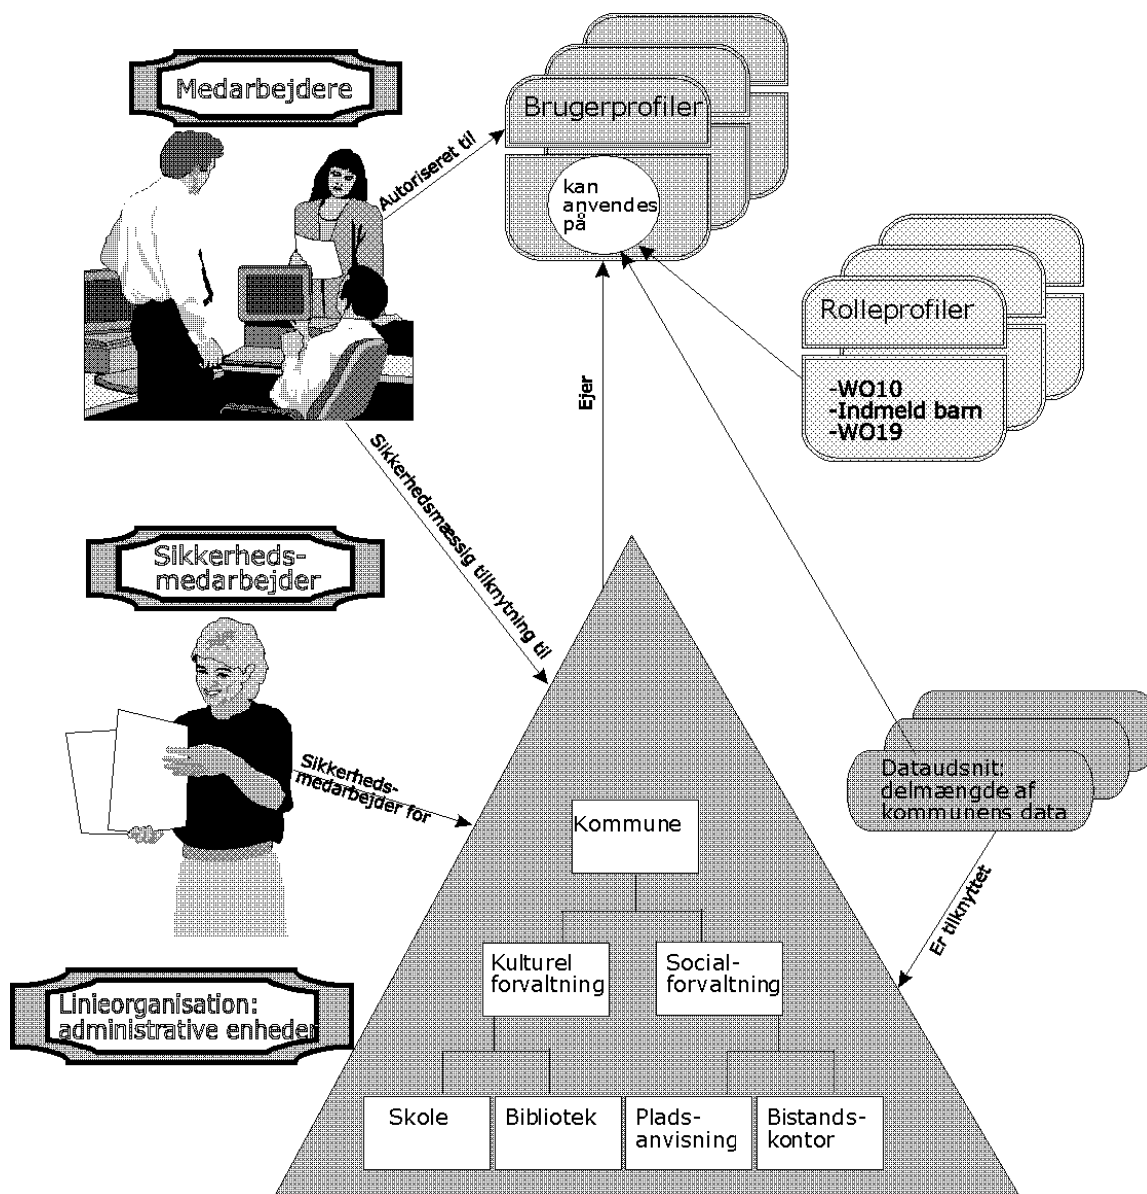 Medarbejdere
Brugerprofiler
Autoriseret til
kan
anvendes
på
Rolleprofiler
-WO10
-Indmeld barn
-WO19
Ejer
Sikkerhedsmæssig tilknytning til
Sikkerheds-
medarbejder
Sikkerheds-
medarbejder for
Dataudsnit:
delmængde af
kommunens data
Er tilknyttet
Kommune
Kulturel
forvaltning
Social-
forvaltning
Linieorganisation:
administrative enheder
Skole
Bibliotek
Plads-
anvisning
Bistands-
kontor